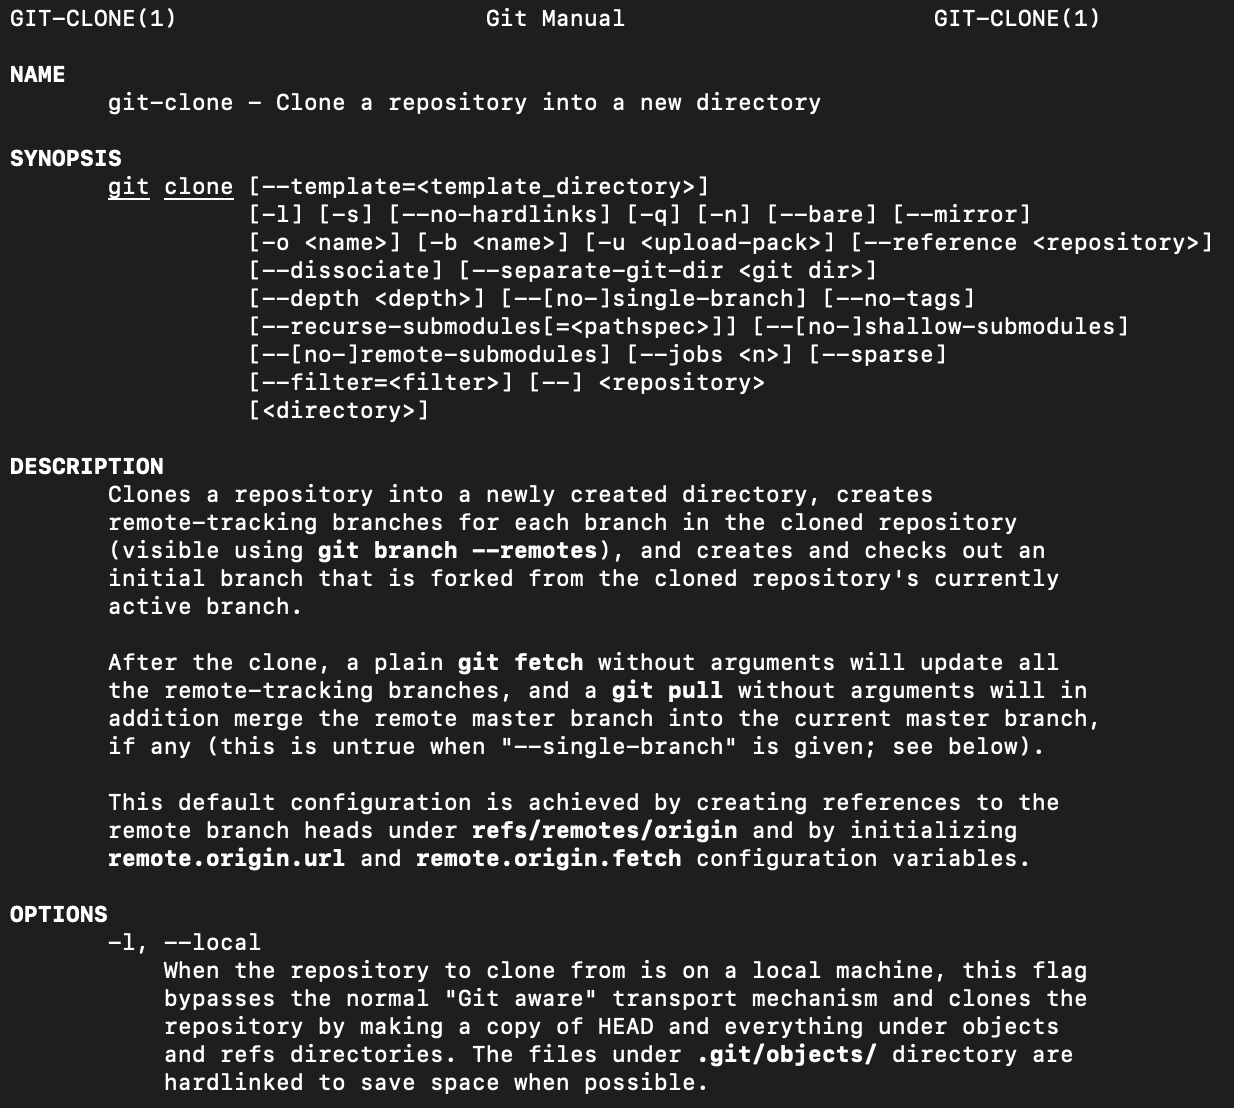 GIT-CLONE(1) Git Manual GIT-CLONE(1)
NAME
git-clone - Clone a repository into a new directory
SYNOPSIS
git clone [--template=<template_directory>]
[-l] [-s] [--no-hardlinks] [-q] [-n] [--bare] [--mirror]
[-o <name>] [-b <name>] [-u <upload-pack>] [--reference <repository>]
[--dissociate] [--separate-git-dir <git dir>]
[--depth <depth>] [--[no-]single-branch] [--no-tags]
[--recurse-submodules[=<pathspec>]] [--[no-]shallow-submodules]
[--[no-]remote-submodules] [--jobs <n>] [--sparse]
[--filter=<filter>] [--] <repository>
[<directory>]
DESCRIPTION
Clones a repository into a newly created directory, creates
remote-tracking branches for each branch in the cloned repository
(visible using git branch --remotes), and creates and checks out an
initial branch that is forked from the cloned repository's currently
active branch.
After the clone, a plain git fetch without arguments will update all
the remote-tracking branches, and a git pull without arguments will in
addition merge the remote master branch into the current master branch,
if any (this is untrue when "--single-branch" is given; see below).
This default configuration is achieved by creating references to the
remote branch heads under refs/remotes/origin and by initializing
remote.origin.url and remote.origin.fetch configuration variables.
OPTIONS
-l, --local
When the repository to clone from is on a local machine, this flag
bypasses the normal "Git aware" transport mechanism and clones the
repository by making a copy of HEAD and everything under objects
and refs directories. The files under .git/objects/ directory are
hardlinked to save space when possible.